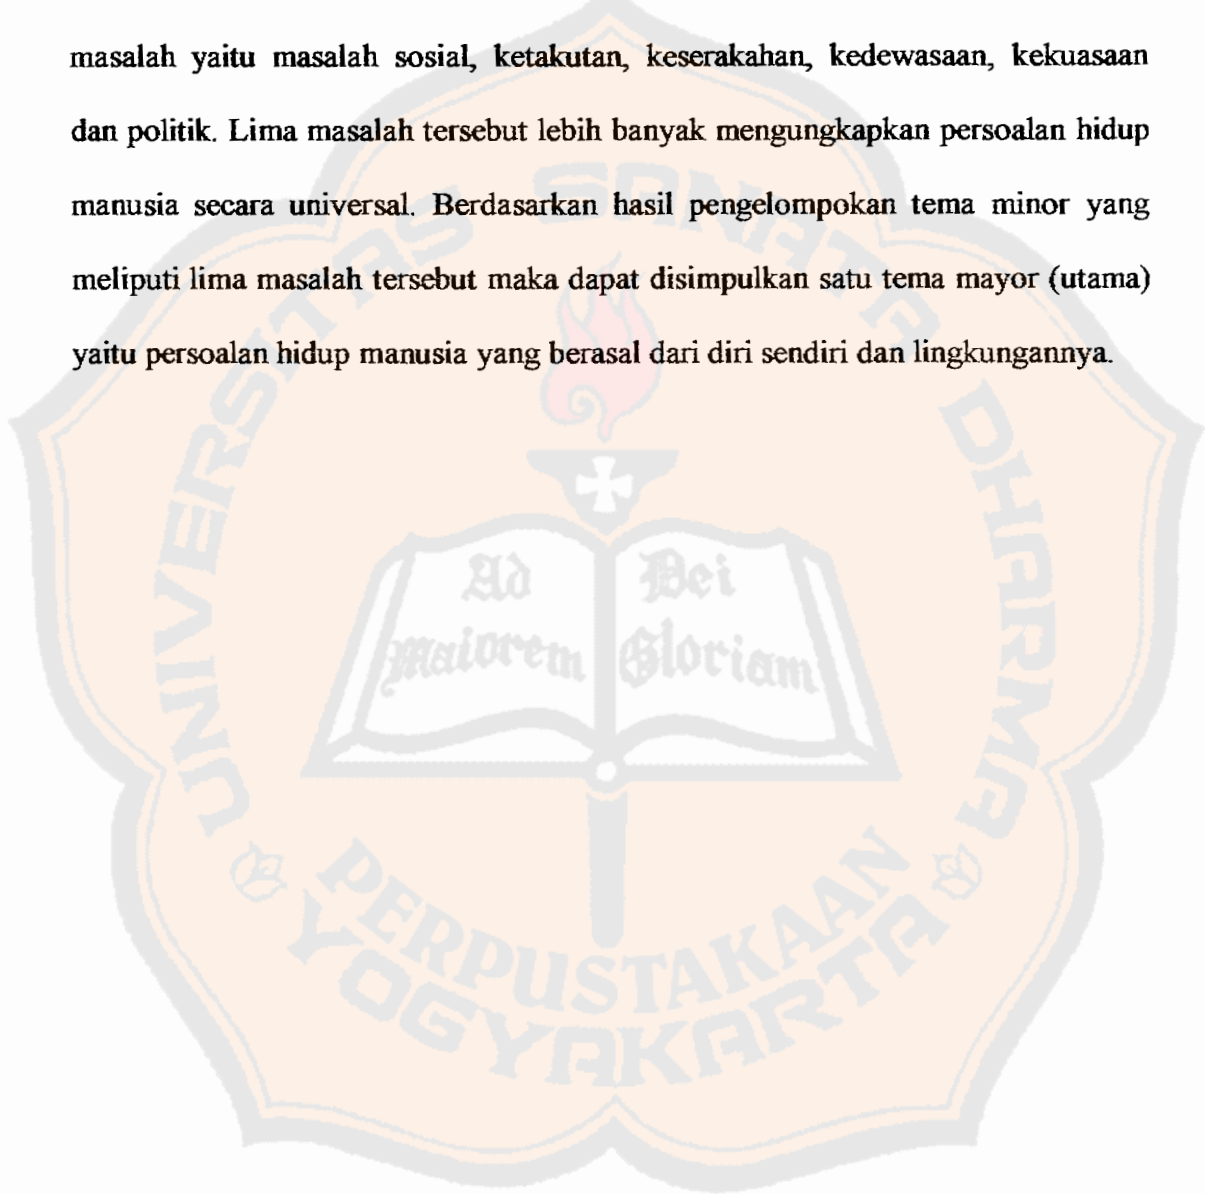 masalah yaitu masalah sosial, ketakutan, keserakahan, kedewasaan, kekuasaan
dan politik. Lima masalah tersebut lebih banyak mengungkapkan persoalan hidup
manusia secara universal. Berdasarkan hasil pengelompokan tema minor yang
meliputi lima masalah tersebut maka dapat disimpulkan satu tema mayor (utama)
yaitu persoalan hidup manusia yang berasal dari diri sendiri dan lingkungannya.
UNIVERSITAS SANATA DHARMA
Ad Dei
maiorem Gloriam
PERPUSTAKAAN
YOGYAKARTA